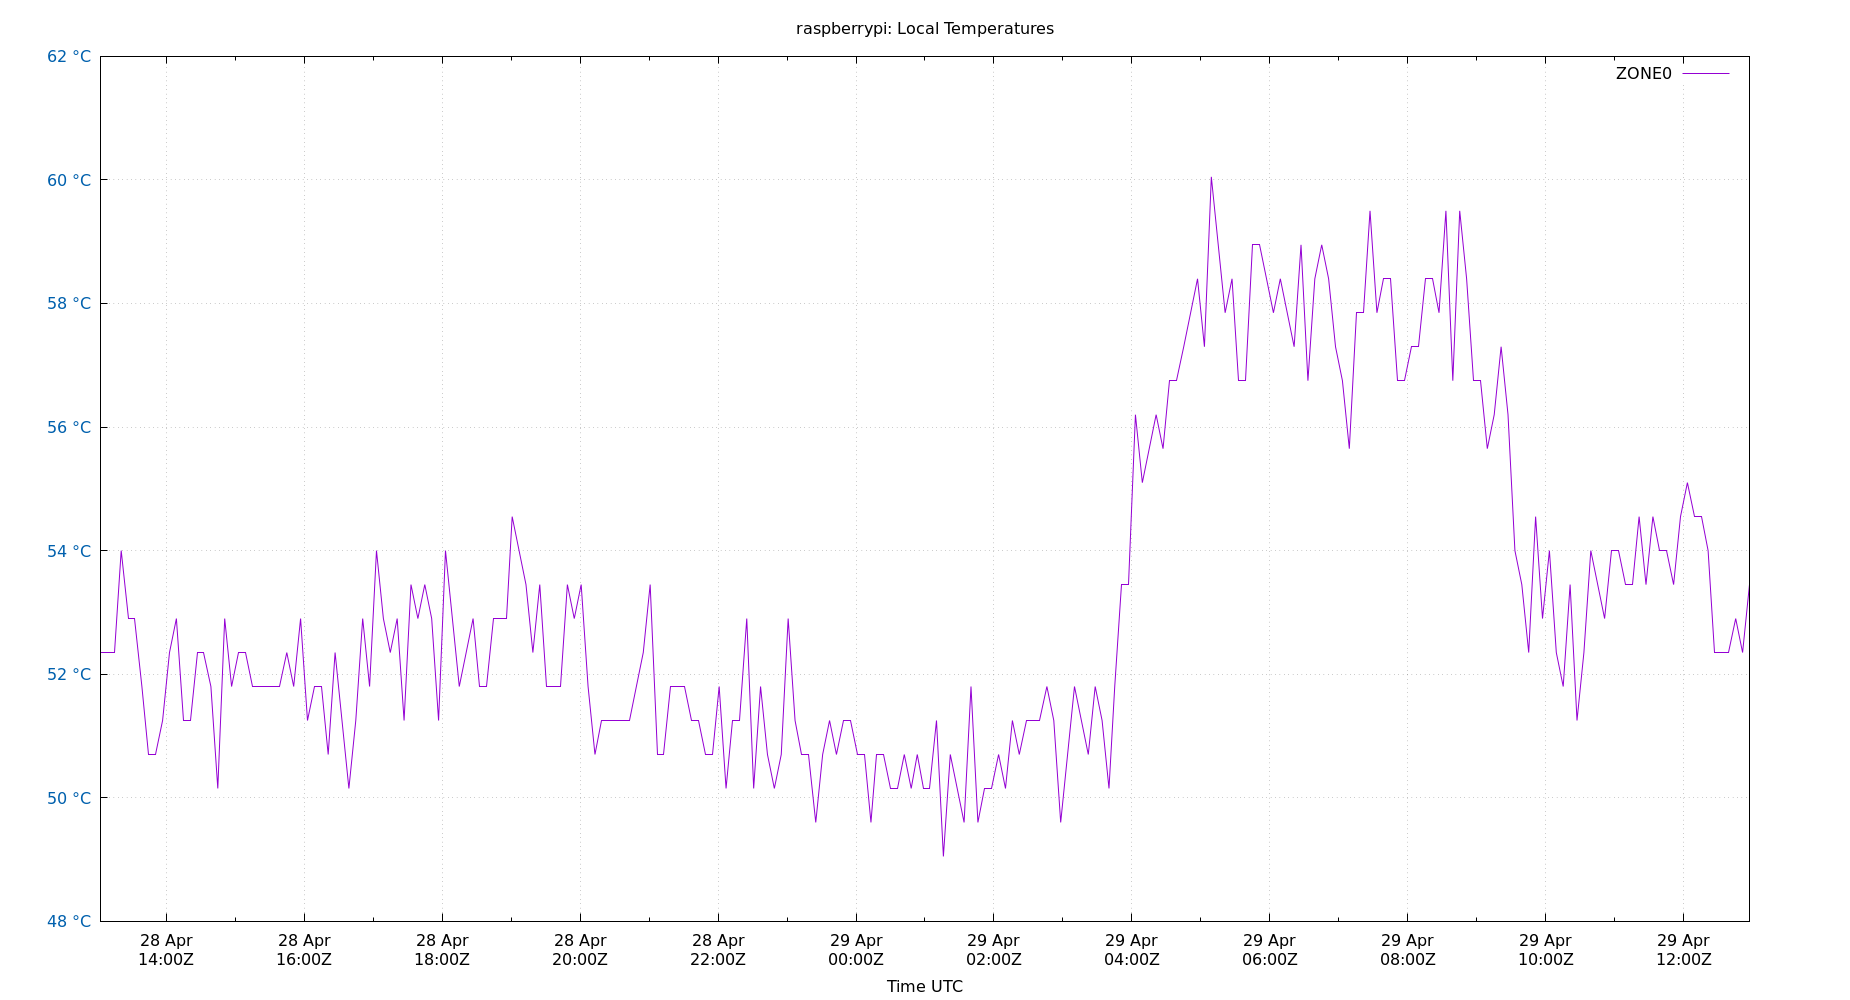 raspberrypi: Local Temperatures
ZONE0
62 °C
60 °C
58 °C
56 °C
54 °C
52 °C
50 °C
48 °C
28 Apr 28 Apr 28 Apr 28 Apr 28 Apr 29 Apr 29 Apr 29 Apr 29 Apr 29 Apr 29 Apr 29 Apr
14:00Z 16:00Z 18:00Z 20:00Z 22:00Z 00:00Z 02:00Z 04:00Z 06:00Z 08:00Z 10:00Z 12:00Z
Time UTC